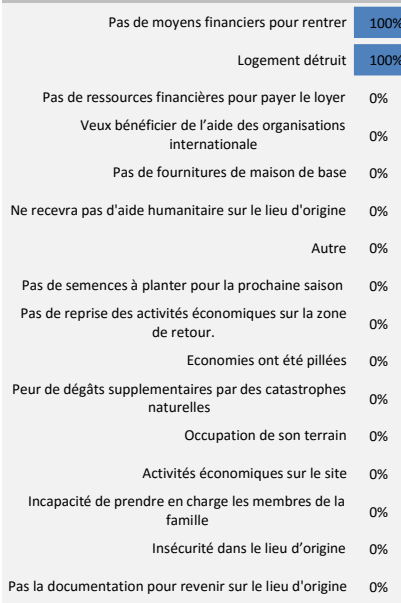 Pas de moyens financiers pour rentrer 100%
Logement détruit 100%
Pas de ressources financières pour payer le loyer 0%
Veux bénéficier de l'aide des organisations
internationale 0%
Pas de fournitures de maison de base 0%
Ne recevra pas d'aide humanitaire sur le lieu d'origine 0%
Autre 0%
Pas de semences à planter pour la prochaine saison 0%
Pas de reprise des activités économiques sur la zone
de retour. 0%
Economies ont été pillées 0%
Peur de dégâts supplementaires par des catastrophes
naturelles 0%
Occupation de son terrain 0%
Activités économiques sur le site 0%
Incapacité de prendre en charge les membres de la
famille 0%
Insécurité dans le lieu d’origine 0%
Pas la documentation pour revenir sur le lieu d'origine 0%